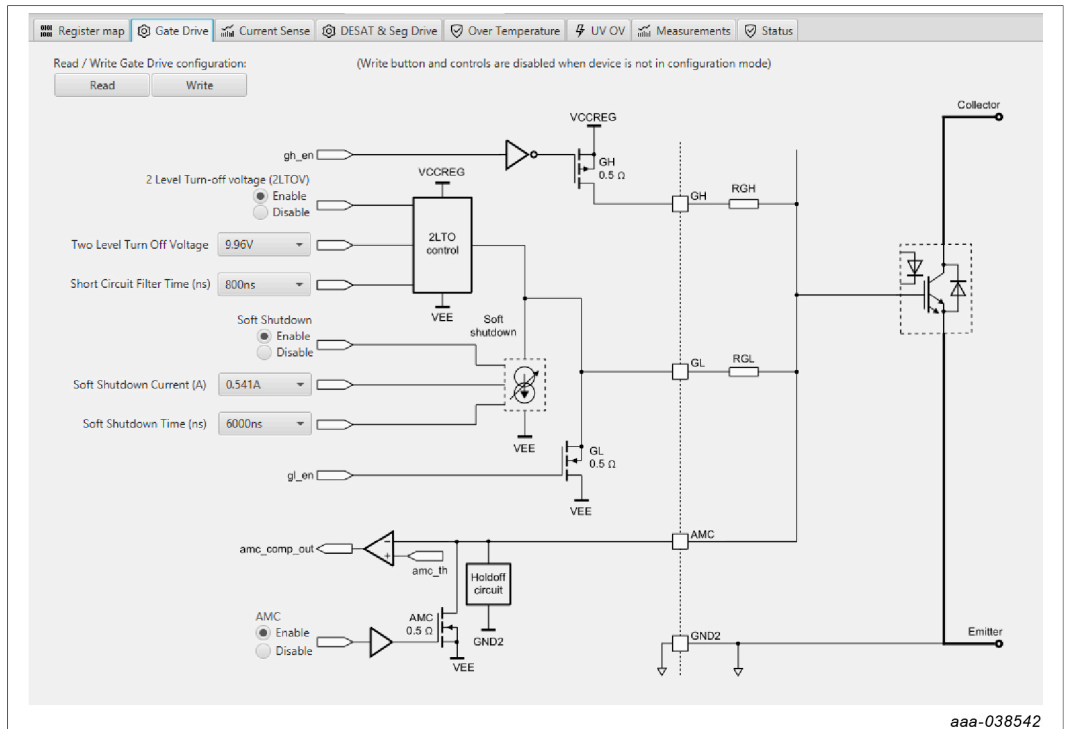 Register map
Gate Drive
Current Sense
DESAT & Seg Drive
Over Temperature
UV OV
Measurements
Status
Read / Write Gate Drive configuration:
(Write button and controls are disabled when device is not in configuration mode)
Read
Write
Collector
VCCREG
gh_en
GH
0.5 Ω
VCCREG
2 Level Turn-off voltage (2LTOV)
Enable
Disable
GH
RGH
2LTO
control
Two Level Turn Off Voltage
9.96V
Short Circuit Filter Time (ns)
800ns
VEE
Soft
shutdown
Soft Shutdown
Enable
Disable
GL
RGL
Soft Shutdown Current (A)
0.541A
Soft Shutdown Time (ns)
6000ns
VEE
GL
0.5 Ω
gl_en
VEE
AMC
amc_comp_out
-
+
amc_th
Holdoff
circuit
AMC
Enable
Disable
AMC
0.5 Ω
GND2
VEE
GND2
Emitter
aaa-038542